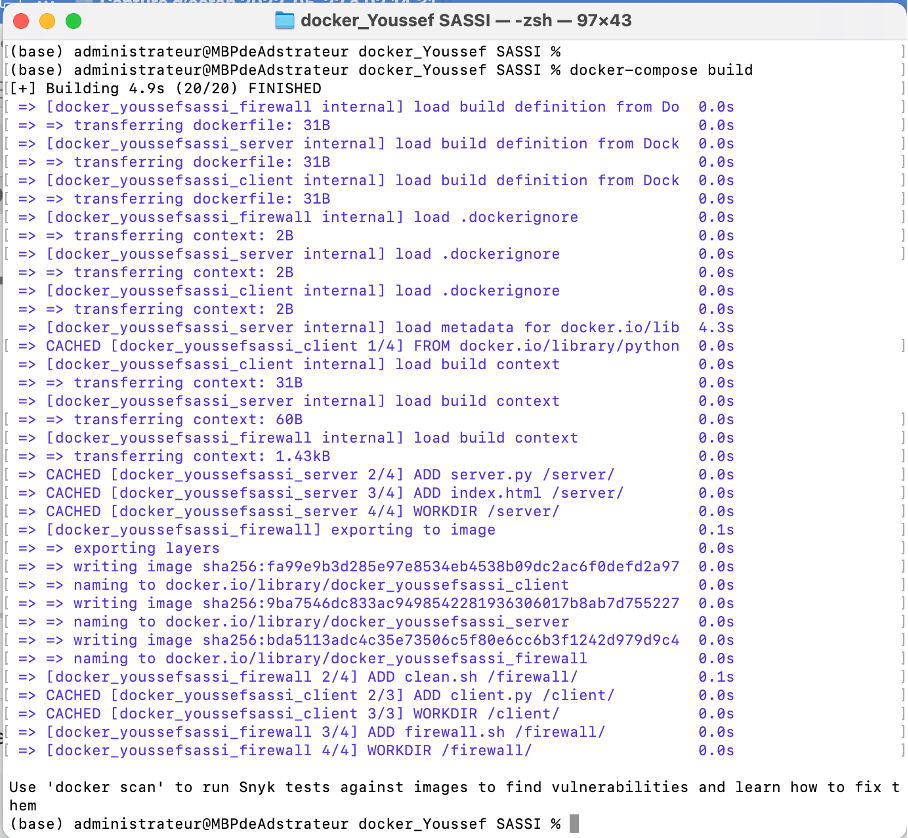 docker_Youssef SASSI — -zsh — 97×43
(base) administrateur@MBPdeAdstrateur docker_Youssef SASSI %
(base) administrateur@MBPdeAdstrateur docker_Youssef SASSI % docker-compose build
[+] Building 4.9s (20/20) FINISHED
=> [docker_youssefsassi_firewall internal] load build definition from Do 0.0s
=> => transferring dockerfile: 31B 0.0s
=> [docker_youssefsassi_server internal] load build definition from Dock 0.0s
=> => transferring dockerfile: 31B 0.0s
=> [docker_youssefsassi_client internal] load build definition from Dock 0.0s
=> => transferring dockerfile: 31B 0.0s
=> [docker_youssefsassi_firewall internal] load .dockerignore 0.0s
=> => transferring context: 2B 0.0s
=> [docker_youssefsassi_server internal] load .dockerignore 0.0s
=> => transferring context: 2B 0.0s
=> [docker_youssefsassi_client internal] load .dockerignore 0.0s
=> => transferring context: 2B 0.0s
=> [docker_youssefsassi_server internal] load metadata for docker.io/lib 4.3s
=> CACHED [docker_youssefsassi_client 1/4] FROM docker.io/library/python 0.0s
=> [docker_youssefsassi_client internal] load build context 0.0s
=> => transferring context: 31B 0.0s
=> [docker_youssefsassi_server internal] load build context 0.0s
=> => transferring context: 60B 0.0s
=> [docker_youssefsassi_firewall internal] load build context 0.0s
=> => transferring context: 1.43kB 0.0s
=> CACHED [docker_youssefsassi_server 2/4] ADD server.py /server/ 0.0s
=> CACHED [docker_youssefsassi_server 3/4] ADD index.html /server/ 0.0s
=> CACHED [docker_youssefsassi_server 4/4] WORKDIR /server/ 0.0s
=> [docker_youssefsassi_firewall] exporting to image 0.1s
=> => exporting layers 0.0s
=> => writing image sha256:fa99e9b3d285e97e8534eb4538b09dc2ac6f0defd2a97 0.0s
=> => naming to docker.io/library/docker_youssefsassi_client 0.0s
=> => writing image sha256:9ba7546dc833ac9498542281936306017b8ab7d755227 0.0s
=> => naming to docker.io/library/docker_youssefsassi_server 0.0s
=> => writing image sha256:bda5113adc4c35e73506c5f80e6cc6b3f1242d979d9c4 0.0s
=> => naming to docker.io/library/docker_youssefsassi_firewall 0.0s
=> [docker_youssefsassi_firewall 2/4] ADD clean.sh /firewall/ 0.1s
=> CACHED [docker_youssefsassi_client 2/3] ADD client.py /client/ 0.0s
=> CACHED [docker_youssefsassi_client 3/3] WORKDIR /client/ 0.0s
=> [docker_youssefsassi_firewall 3/4] ADD firewall.sh /firewall/ 0.0s
=> [docker_youssefsassi_firewall 4/4] WORKDIR /firewall/ 0.0s
Use 'docker scan' to run Snyk tests against images to find vulnerabilities and learn how to fix t
hem
(base) administrateur@MBPdeAdstrateur docker_Youssef SASSI %